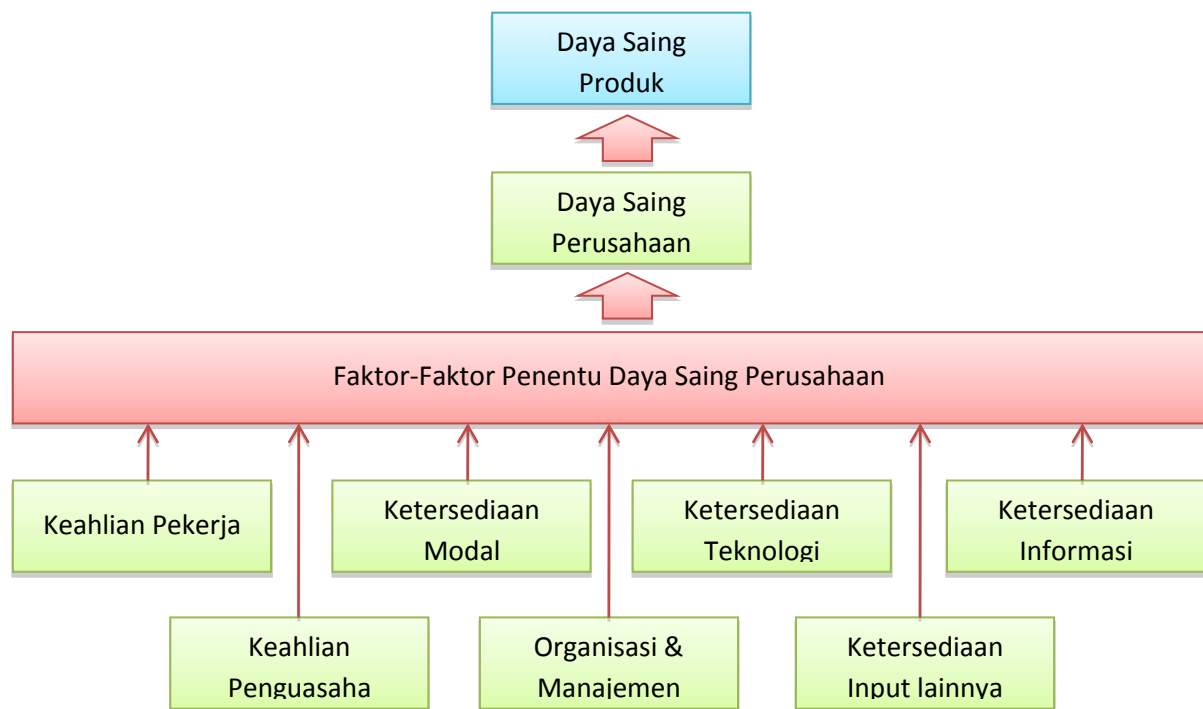 Daya Saing
Produk
Daya Saing
Perusahaan
Faktor-Faktor Penentu Daya Saing Perusahaan
Keahlian Pekerja
Ketersediaan
Modal
Ketersediaan
Teknologi
Ketersediaan
Informasi
Keahlian
Penguasaha
Organisasi &
Manajemen
Ketersediaan
Input lainnya